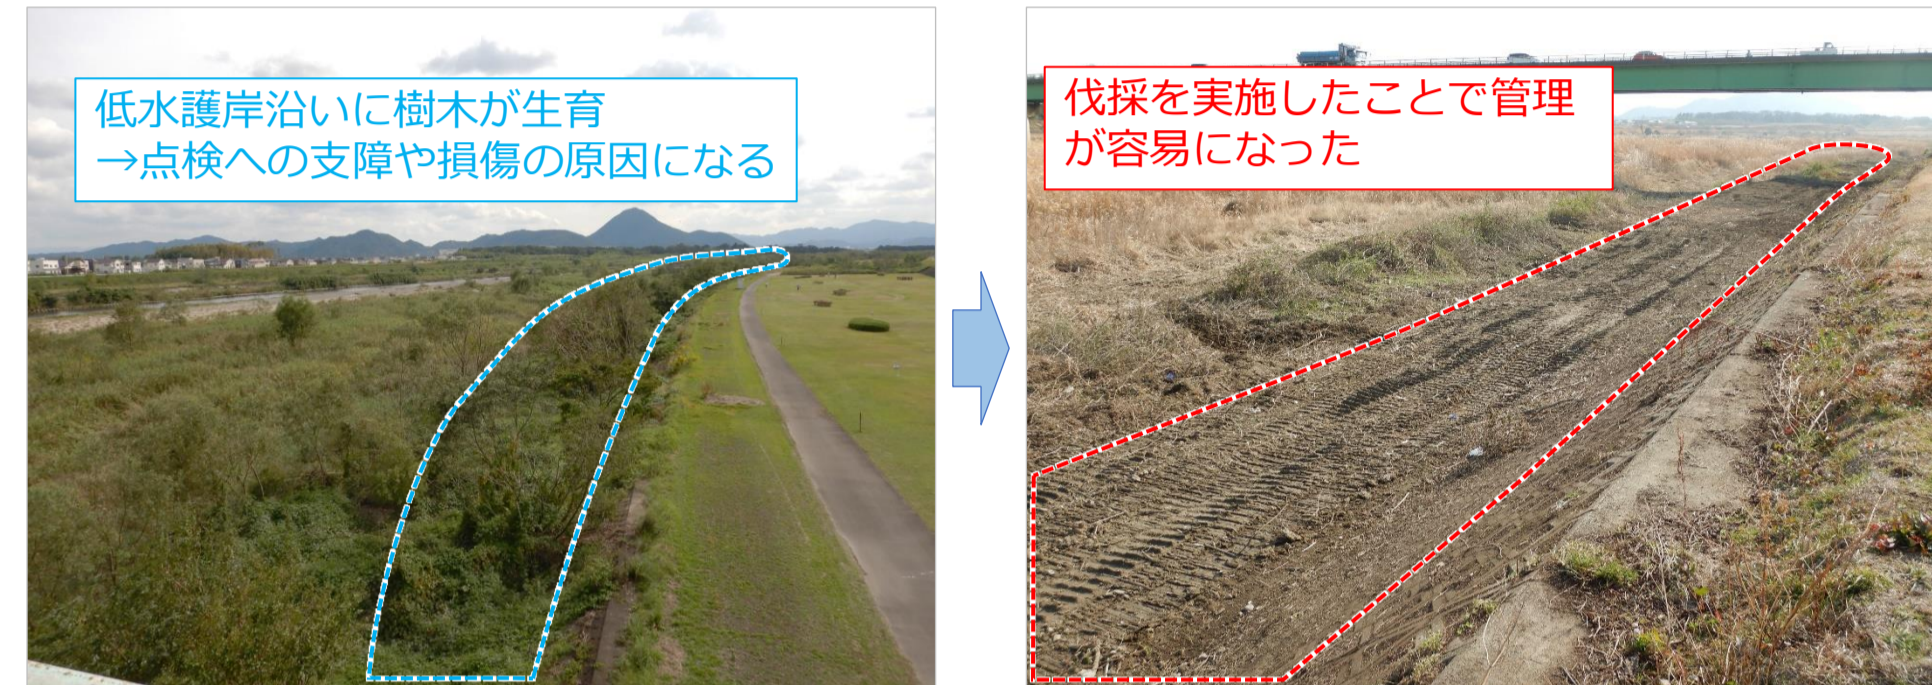 低水護岸沿いに樹木が生育
→点検への支障や損傷の原因になる
伐採を実施したことで管理
が容易になった